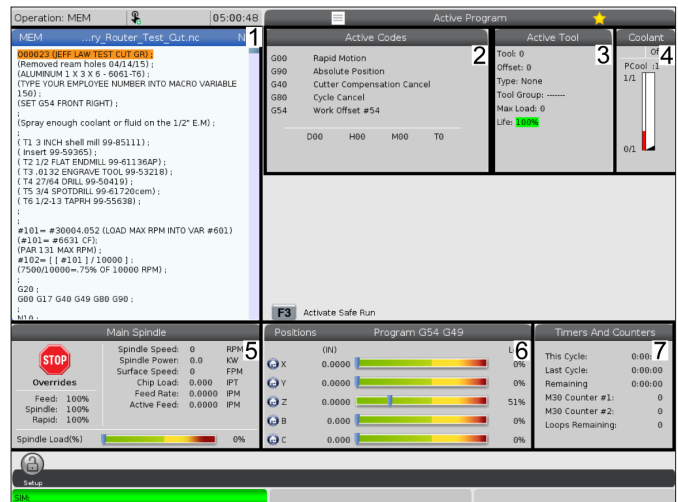 Operation: MEM
05:00:48
Active Program
MEM ...ry_Router_Test_Cut.nc N
1
O00023 (JEFF LAW TEST CUT GR) ;
(Removed ream holes 04/14/15) ;
(ALUMINUM 1 X 3 X 6 - 6061-T6) ;
(TYPE YOUR EMPLOYEE NUMBER INTO MACRO VARIABLE
150) ;
(SET G54 FRONT RIGHT) ;
;
(Spray enough coolant or fluid on the 1/2" E.M) ;
;
( T1 3 INCH shell mill 99-85111) ;
( Insert 99-59365) ;
( T2 1/2 FLAT ENDMILL 99-61136AP) ;
( T3 .0132 ENGRAVE TOOL 99-53218) ;
( T4 27/64 DRILL 99-50419) ;
( T5 3/4 SPOTDRILL 99-61720cem) ;
( T6 1/2-13 TAPRH 99-55638) ;
;
;
#101= #30004.052 (LOAD MAX RPM INTO VAR #601)
(#101= #6631 CF);
(PAR 131 MAX RPM) ;
#102= [ [ #101 ] / 10000 ] ;
(7500/10000=.75% OF 10000 RPM) ;
;
G20 ;
G00 G17 G40 G49 G80 G90 ;
;
N10 ;
Active Codes
2
G00 Rapid Motion
G90 Absolute Position
G40 Cutter Compensation Cancel
G80 Cycle Cancel
G54 Work Offset #54
D00 H00 M00 T0
Active Tool
3
Tool: 0
Offset: 0
Type: None
Tool Group: -------
Max Load: 0
Life: 100%
Coolant
Of
4
PCool :1
1/1
0/1
F3 Activate Safe Run
Main Spindle
5
STOP
Overrides
Feed: 100%
Spindle: 100%
Rapid: 100%
Spindle Speed: 0 RPM
Spindle Power: 0.0 KW
Surface Speed: 0 FPM
Chip Load: 0.000 IPT
Feed Rate: 0.0000 IPM
Active Feed: 0.0000 IPM
Spindle Load(%) 0%
Positions Program G54 G49
(IN) L
6
X 0.0000 0%
Y 0.0000 0%
Z 0.0000 51%
B 0.000 0%
C 0.000 0%
Timers And Counters
7
This Cycle: 0:00:
Last Cycle: 0:00:00
Remaining 0:00:00
M30 Counter #1: 0
M30 Counter #2: 0
Loops Remaining: 0
Setup
SIM: